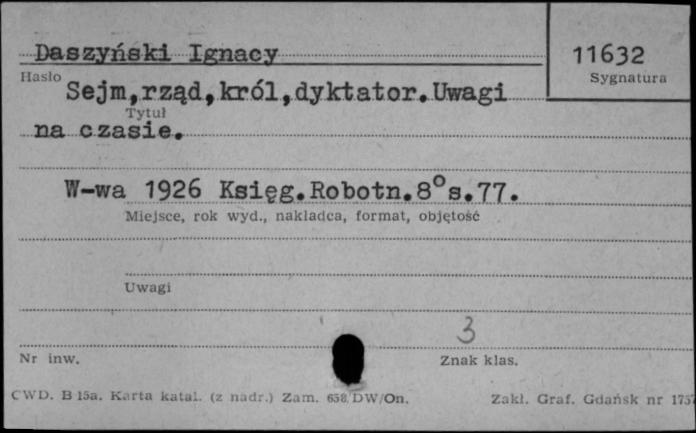 Daszyński Ignacy
11632
Hasło
Sygnatura
Sejm,rząd,król,dyktator.Uwagi
Tytuł
na czasie.
W-wa 1926 Księg.Robotn.8°s.77.
Miejsce, rok wyd., nakładca, format, objętość
Uwagi
3
Nr inw.
Znak klas.
CWD. B 15a. Karta katal. (z nadr.) Zam. 658/DW/On.
Zakł. Graf. Gdańsk nr